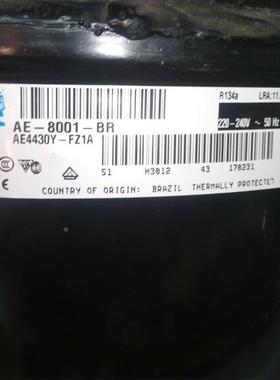 R134a LRA:11.
AE-8001-BR
AE4430Y-FZ1A
220-240V ~ 50 Hz
51 H3012 43 170231
CE
COUNTRY OF ORIGIN: BRAZIL THERMALLY PROTECTED